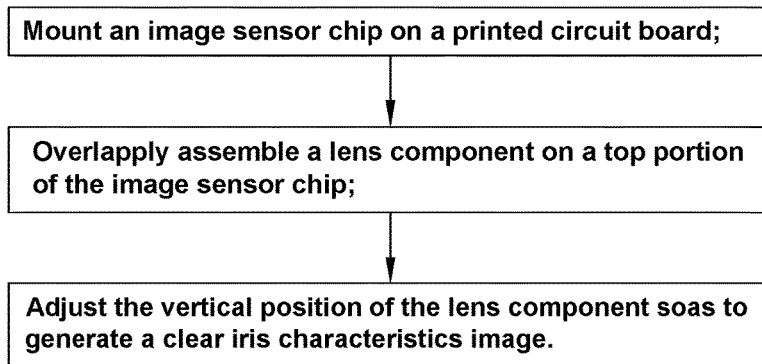 Mount an image sensor chip on a printed circuit board;
Overlapply assemble a lens component on a top portion
of the image sensor chip;
Adjust the vertical position of the lens component soas to
generate a clear iris characteristics image.